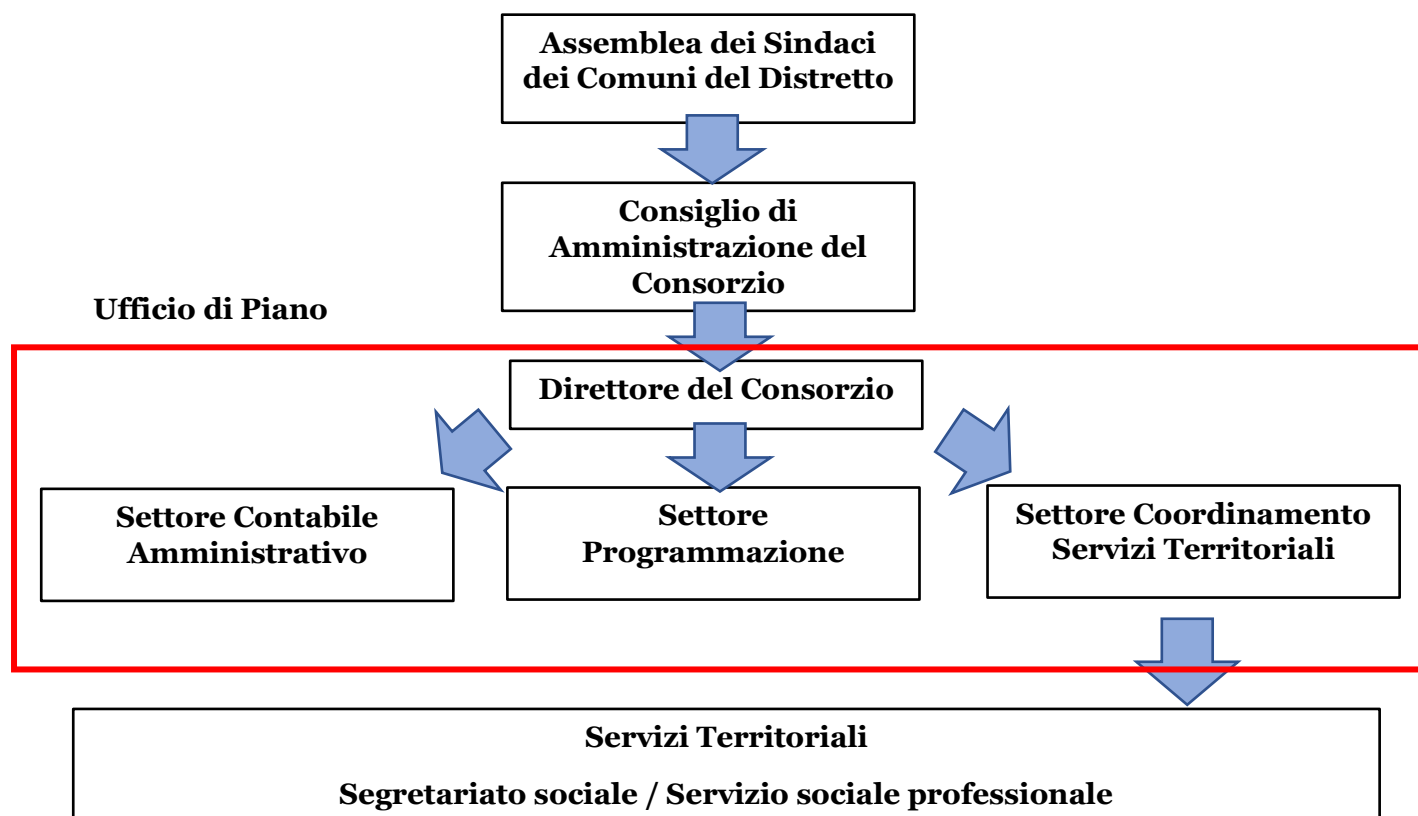 Assemblea dei Sindaci
dei Comuni del Distretto
Consiglio di
Amministrazione del
Consorzio
Ufficio di Piano
Direttore del Consorzio
Settore Contabile
Amministrativo
Settore
Programmazione
Settore Coordinamento
Servizi Territoriali
Servizi Territoriali
Segretariato sociale / Servizio sociale professionale